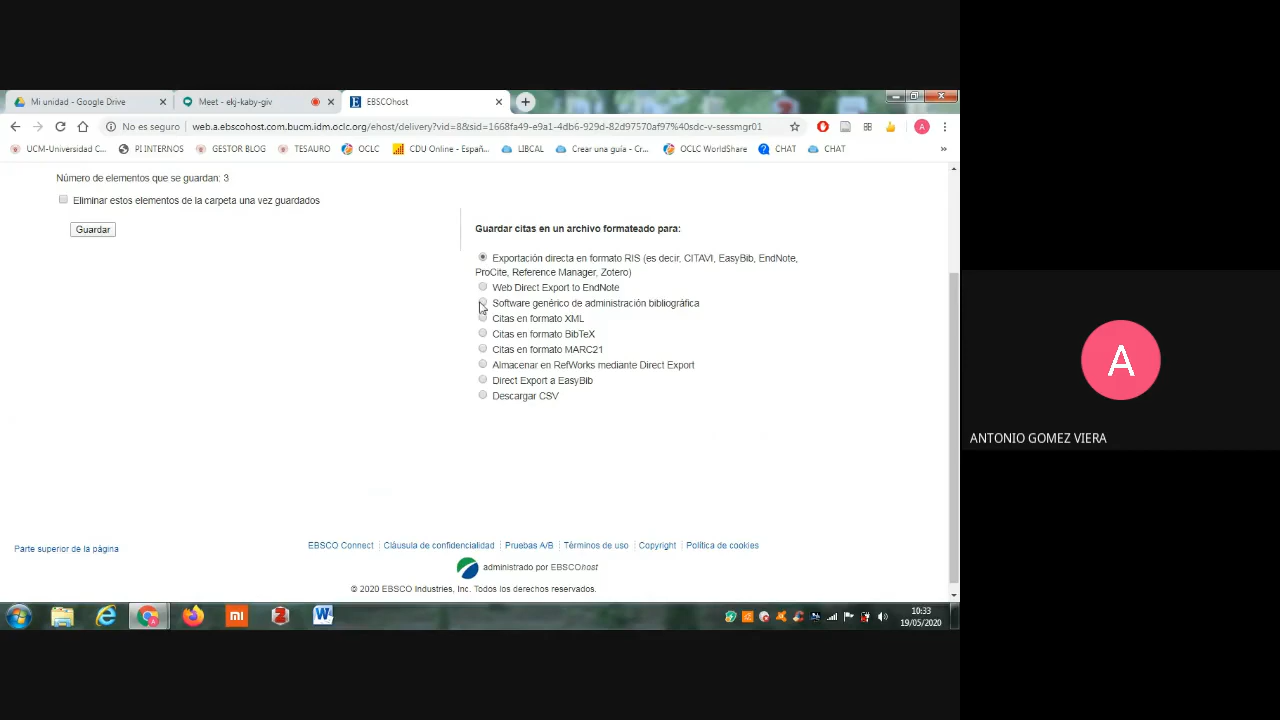 Mi unidad - Google Drive
Meet - ekj-kaby-giv
EBSCOhost
No es seguro
web.a.ebscohost.com.bucm.idm.oclc.org/ehost/delivery?vid=8&sid=1668fa49-e9a1-4db6-929d-82d97570af97%40sdc-v-sessmgr01
UCM-Universidad C...
PI INTERNOS
GESTOR BLOG
TESAURO
OCLC
CDU Online - Españ...
LIBCAL
Crear una guía - Cr...
OCLC WorldShare
CHAT
CHAT
»
Número de elementos que se guardan: 3
Eliminar estos elementos de la carpeta una vez guardados
Guardar
Guardar citas en un archivo formateado para:
Exportación directa en formato RIS (es decir, CITAVI, EasyBib, EndNote,
ProCite, Reference Manager, Zotero)
Web Direct Export to EndNote
Software genérico de administración bibliográfica
Citas en formato XML
Citas en formato BibTeX
Citas en formato MARC21
Almacenar en RefWorks mediante Direct Export
Direct Export a EasyBib
Descargar CSV
Parte superior de la página
EBSCO Connect
Cláusula de confidencialidad
Pruebas A/B
Términos de uso
Copyright
Política de cookies
administrado por EBSCOhost
© 2020 EBSCO Industries, Inc. Todos los derechos reservados.
10:33
19/05/2020
A
ANTONIO GOMEZ VIERA